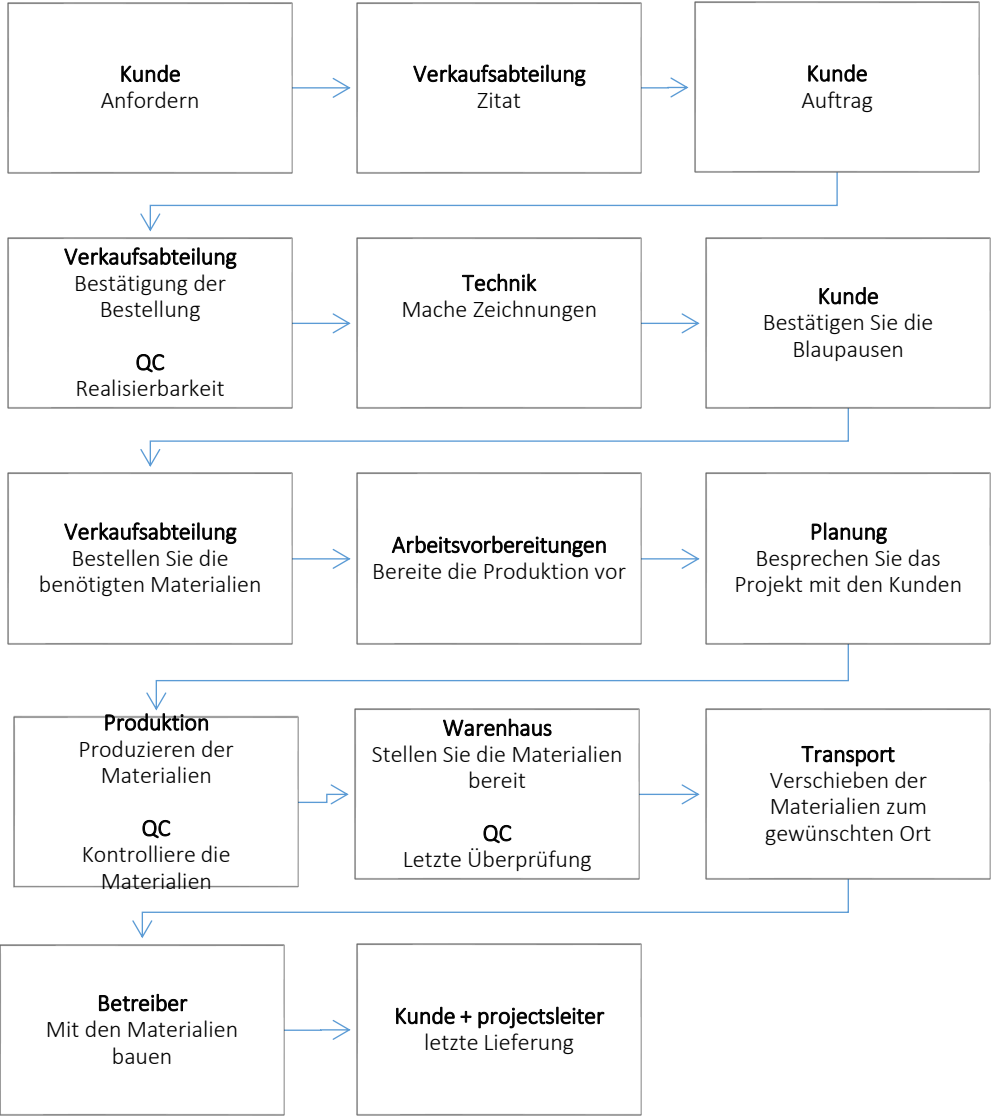 Kunde
Anfordern
Verkaufsabteilung
Zitat
Kunde
Auftrag
Verkaufsabteilung
Bestätigung der
Bestellung
QC
Realisierbarkeit
Technik
Mache Zeichnungen
Kunde
Bestätigen Sie die
Blaupausen
Verkaufsabteilung
Bestellen Sie die
benötigten Materialien
Arbeitsvorbereitungen
Bereite die Produktion vor
Planung
Besprechen Sie das
Projekt mit den Kunden
Produktion
Produzieren der
Materialien
QC
Kontrolliere die
Materialien
Warenhaus
Stellen Sie die Materialien
bereit
QC
Letzte Überprüfung
Transport
Verschieben der
Materialien zum
gewünschten Ort
Betreiber
Mit den Materialien
bauen
Kunde + projectsleiter
letzte Lieferung